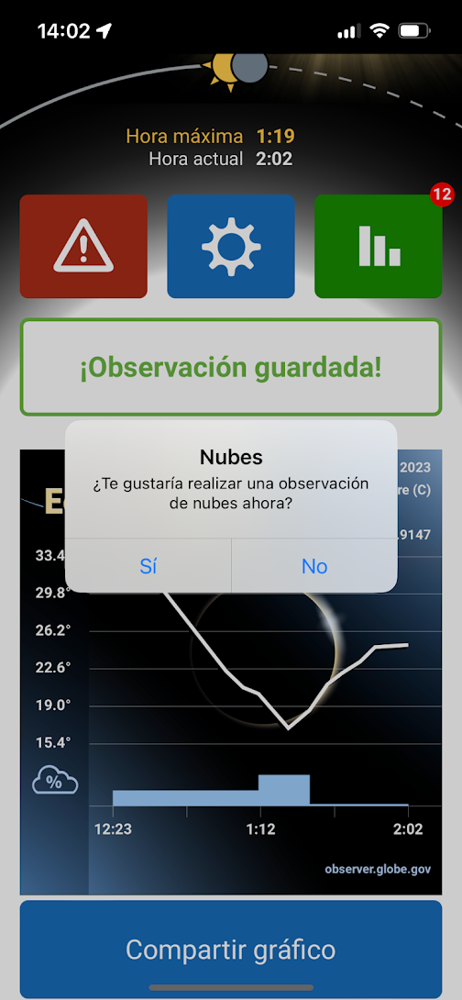 14:02
Hora máxima 1:19
Hora actual 2:02
12
¡Observación guardada!
Nubes
¿Te gustaría realizar una observación
de nubes ahora?
Sí No
2023
(C)
9147
33.4
29.8°
26.2°
22.6°
19.0°
15.4°
%
12:23 1:12 2:02
observer.globe.gov
Compartir gráfico